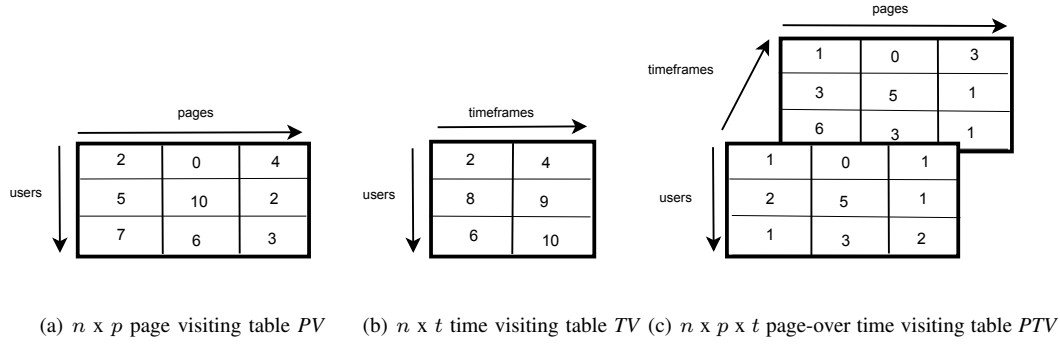 pages
1 0 3
timeframes
3 5 1
6 3 1
pages
timeframes
users
2 0 4
5 10 2
7 6 3
users
2 4
8 9
6 10
users
1 0 1
2 5 1
1 3 2
(a) n x p page visiting table PV (b) n x t time visiting table TV (c) n x p x t page-over time visiting table PTV